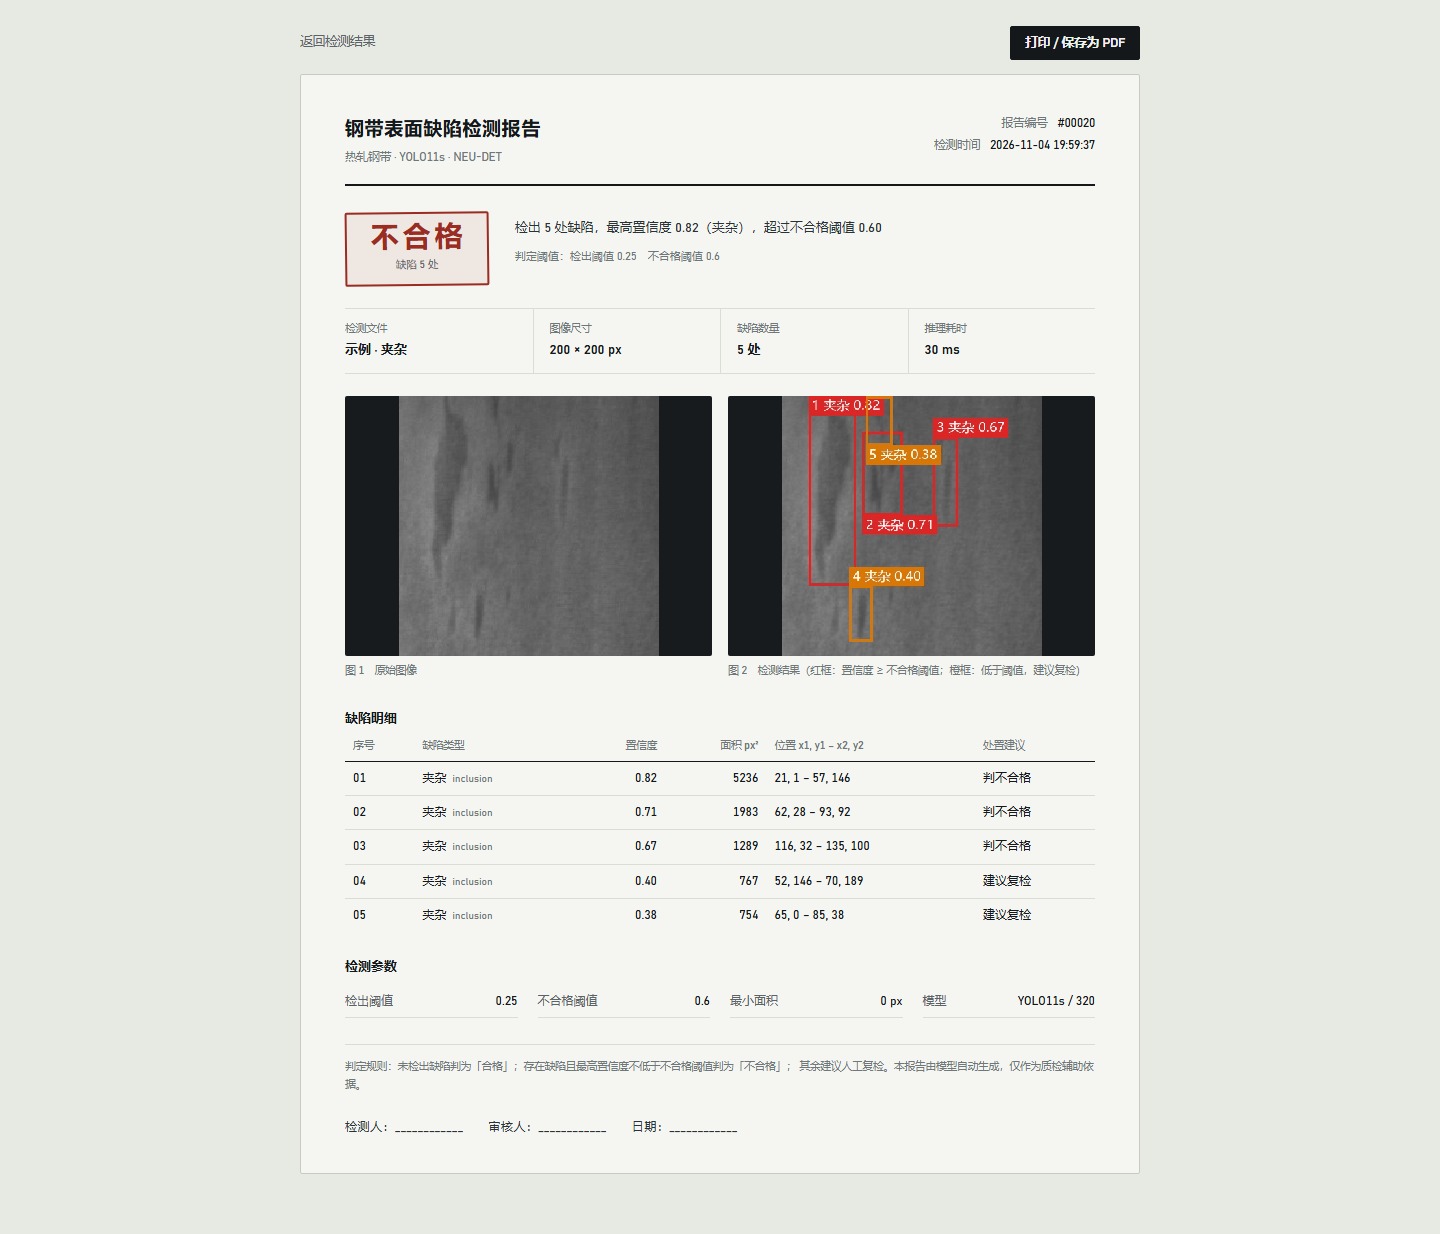 返回检测结果
打印 / 保存为 PDF
钢带表面缺陷检测报告
热轧钢带 · YOLO11s · NEU-DET
报告编号 #00020
检测时间 2026-11-04 19:59:37
不合格
缺陷 5 处
检出 5 处缺陷，最高置信度 0.82（夹杂），超过不合格阈值 0.60
判定阈值：检出阈值 0.25 不合格阈值 0.6
检测文件
示例 · 夹杂
图像尺寸
200 × 200 px
缺陷数量
5 处
推理耗时
30 ms
1 夹杂 0.82
3 夹杂 0.67
5 夹杂 0.38
2 夹杂 0.71
4 夹杂 0.40
图 1 原始图像
图 2 检测结果（红框：置信度 ≥ 不合格阈值；橙框：低于阈值，建议复检）
缺陷明细
序号 缺陷类型 置信度 面积 px² 位置 x1, y1 – x2, y2 处置建议
01 夹杂 inclusion 0.82 5236 21, 1 – 57, 146 判不合格
02 夹杂 inclusion 0.71 1983 62, 28 – 93, 92 判不合格
03 夹杂 inclusion 0.67 1289 116, 32 – 135, 100 判不合格
04 夹杂 inclusion 0.40 767 52, 146 – 70, 189 建议复检
05 夹杂 inclusion 0.38 754 65, 0 – 85, 38 建议复检
检测参数
检出阈值 0.25 不合格阈值 0.6 最小面积 0 px 模型 YOLO11s / 320
判定规则：未检出缺陷判为「合格」；存在缺陷且最高置信度不低于不合格阈值判为「不合格」； 其余建议人工复检。本报告由模型自动生成，仅作为质检辅助依
据。
检测人：____________ 审核人：____________ 日期：____________